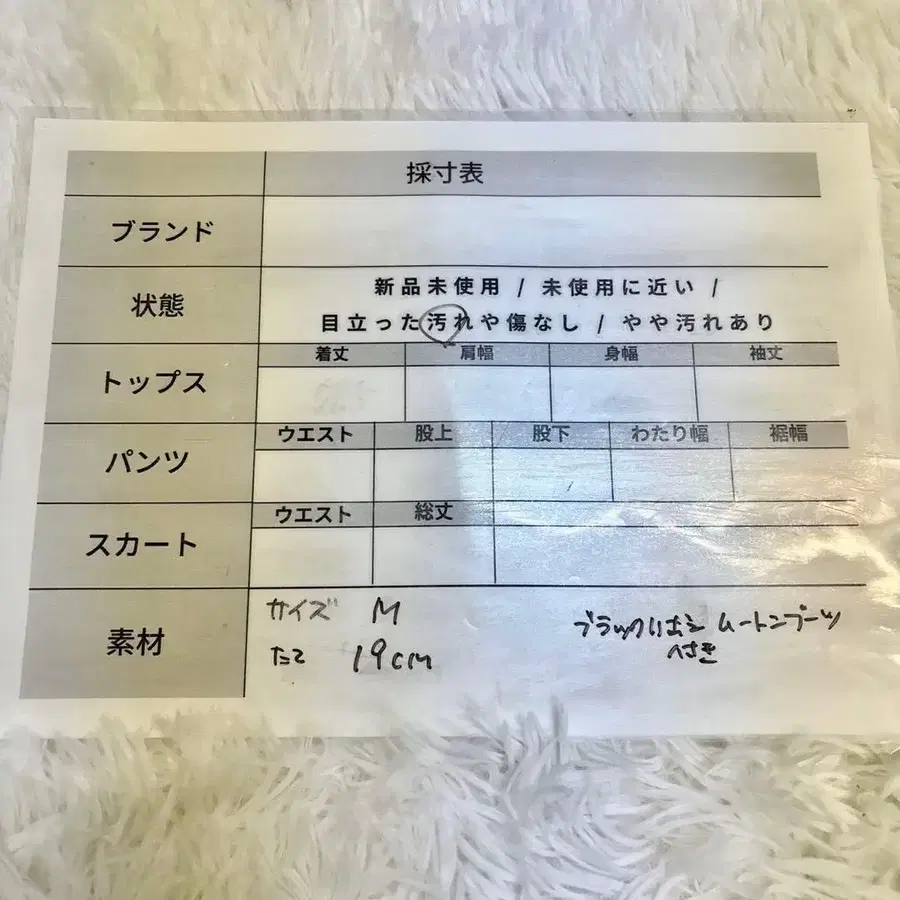 採寸表
ブランド
状態
新品未使用 / 未使用に近い /
目立った汚れや傷なし / やや汚れあり
トップス
着丈 肩幅 身幅 袖丈
パンツ
ウエスト 股上 股下 わたり幅 裾幅
スカート
ウエスト 総丈
素材
サイズ M
たて 19cm
ブラックリボン ムートンブーツ